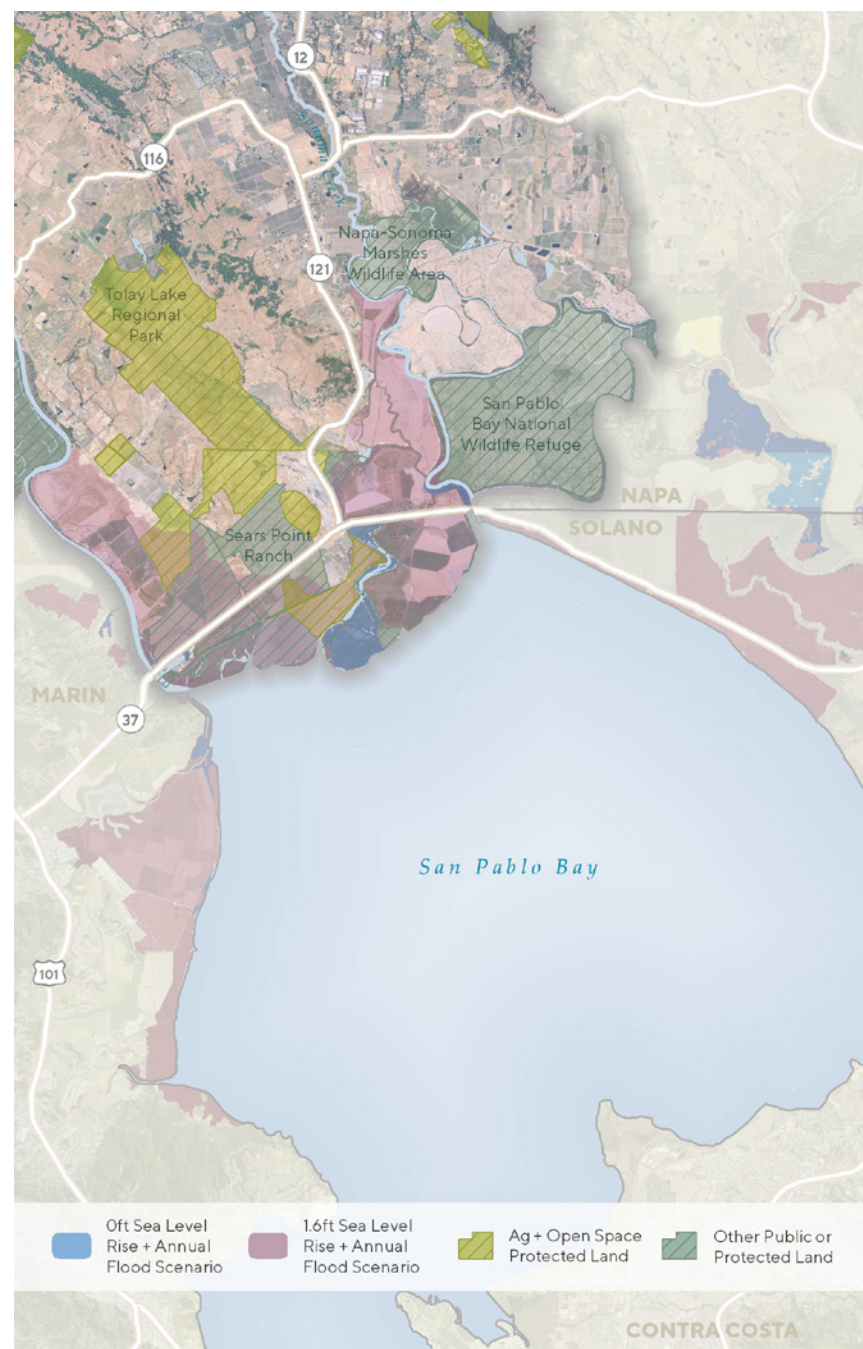 12
116
Sonoma Creek
Napa-Sonoma
Marshes
Wildlife Area
121
Tolay Lake
Regional
Park
San Pablo
Bay National
Wildlife Refuge
NAPA
SOLANO
Sears Point
Ranch
MARIN
37
San Pablo Bay
101
0ft Sea Level
Rise + Annual
Flood Scenario
1.6ft Sea Level
Rise + Annual
Flood Scenario
Ag + Open Space
Protected Land
Other Public or
Protected Land
CONTRA COSTA